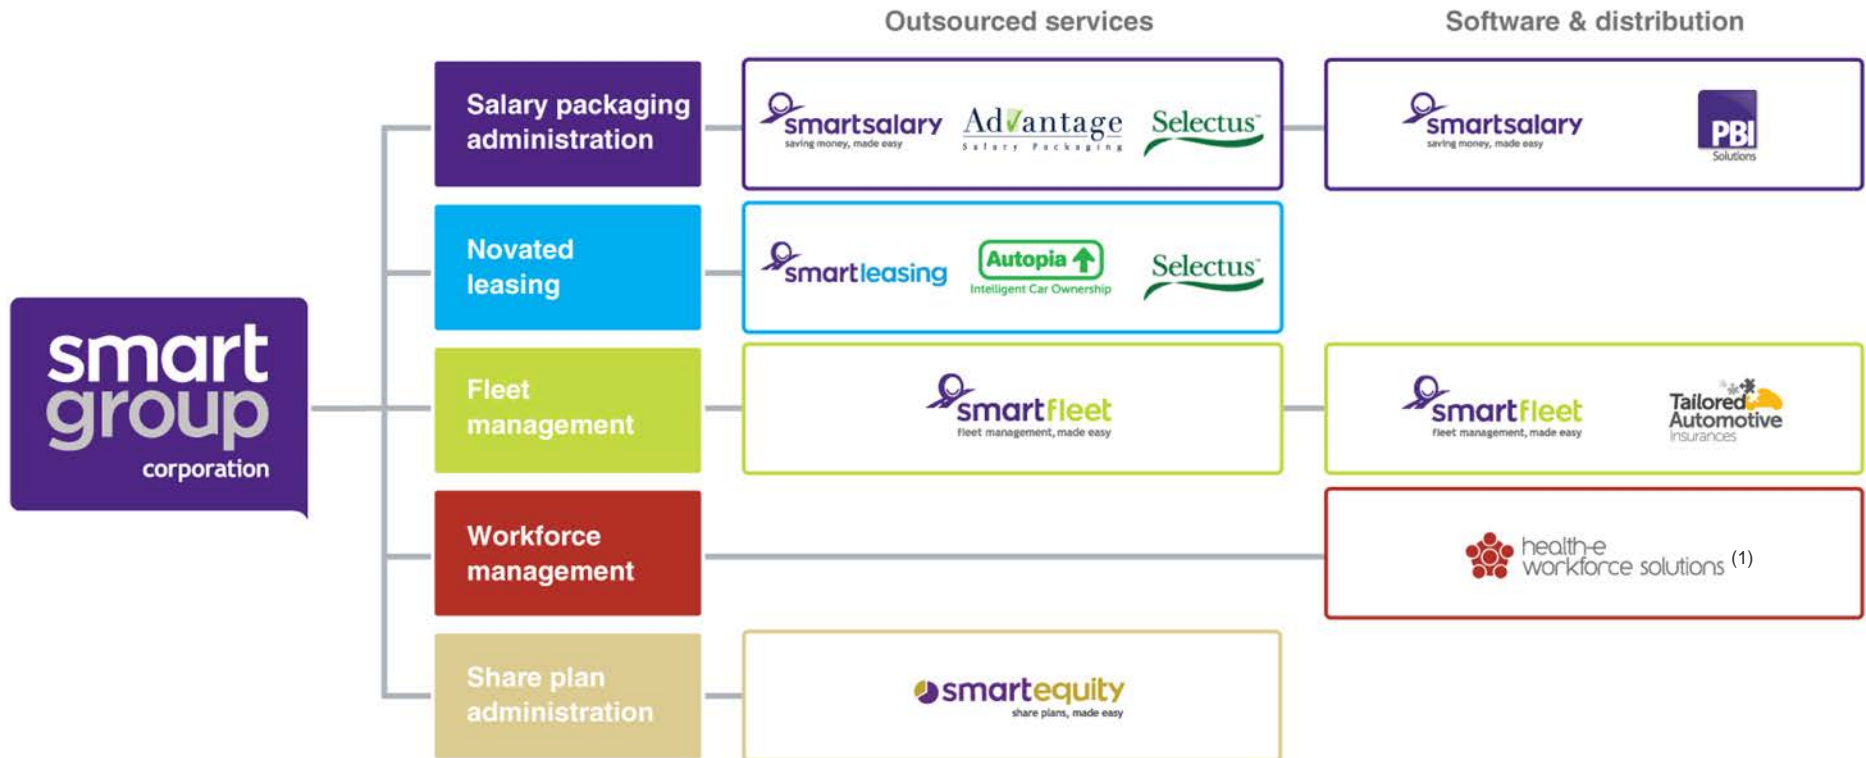 Outsourced services
Software & distribution
smart
group
corporation
Salary packaging
administration
smartsalary
saving money, made easy
Advantage
Salary Packaging
Selectus™
smartsalary
saving money, made easy
PBI
Solutions
Novated
leasing
smartleasing
Autopia
Intelligent Car Ownership
Selectus™
Fleet
management
smartfleet
fleet management, made easy
smartfleet
fleet management, made easy
Tailored
Automotive
Insurances
Workforce
management
health-e
workforce solutions (1)
Share plan
administration
smartequity
share plans, made easy